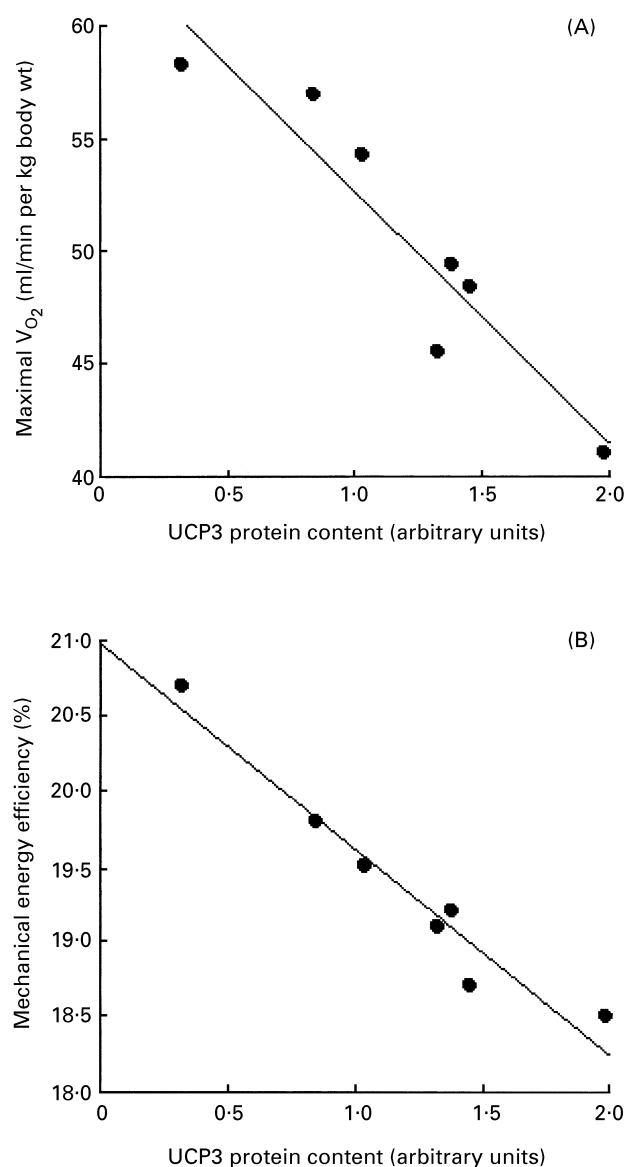 (A)
Maximal VO2 (ml/min per kg body wt)
60
55
50
45
40
0 0·5 1·0 1·5 2·0
UCP3 protein content (arbitrary units)
(B)
Mechanical energy efficiency (%)
21·0
20·5
20·0
19·5
19·0
18·5
18·0
0 0·5 1·0 1·5 2·0
UCP3 protein content (arbitrary units)